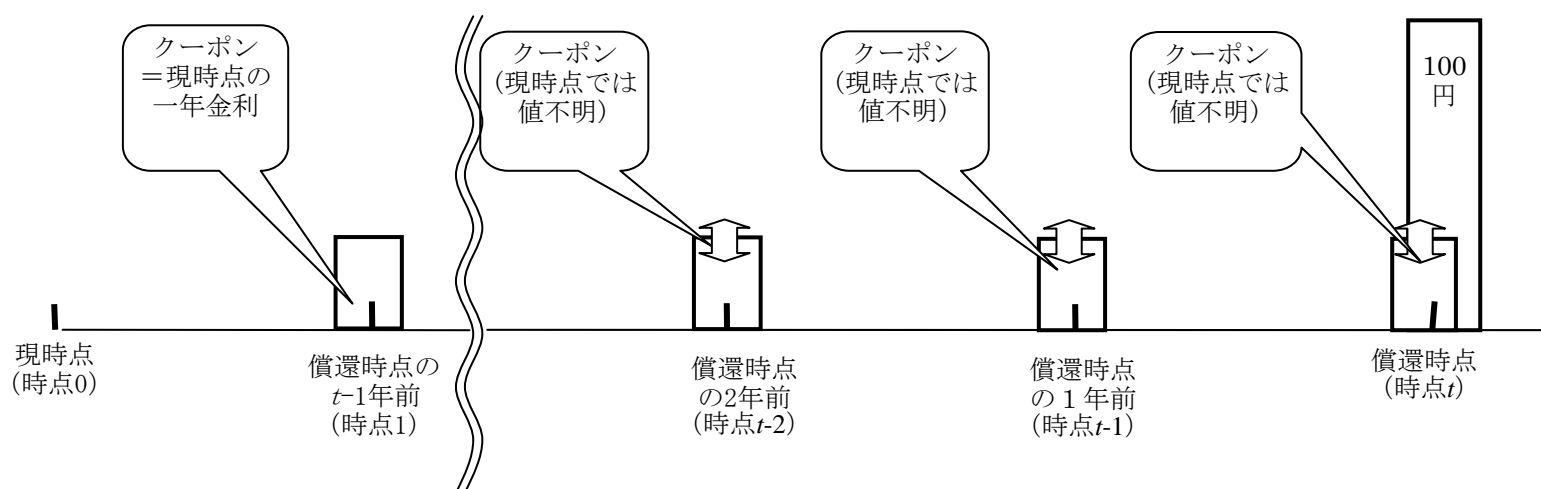 クーポン
=現時点の
一年金利
クーポン
(現時点では
値不明)
クーポン
(現時点では
値不明)
クーポン
(現時点では
値不明)
100
円
現時点
(時点0)
償還時点の
t-1年前
(時点1)
償還時点
の2年前
(時点t-2)
償還時点
の1年前
(時点t-1)
償還時点
(時点t)